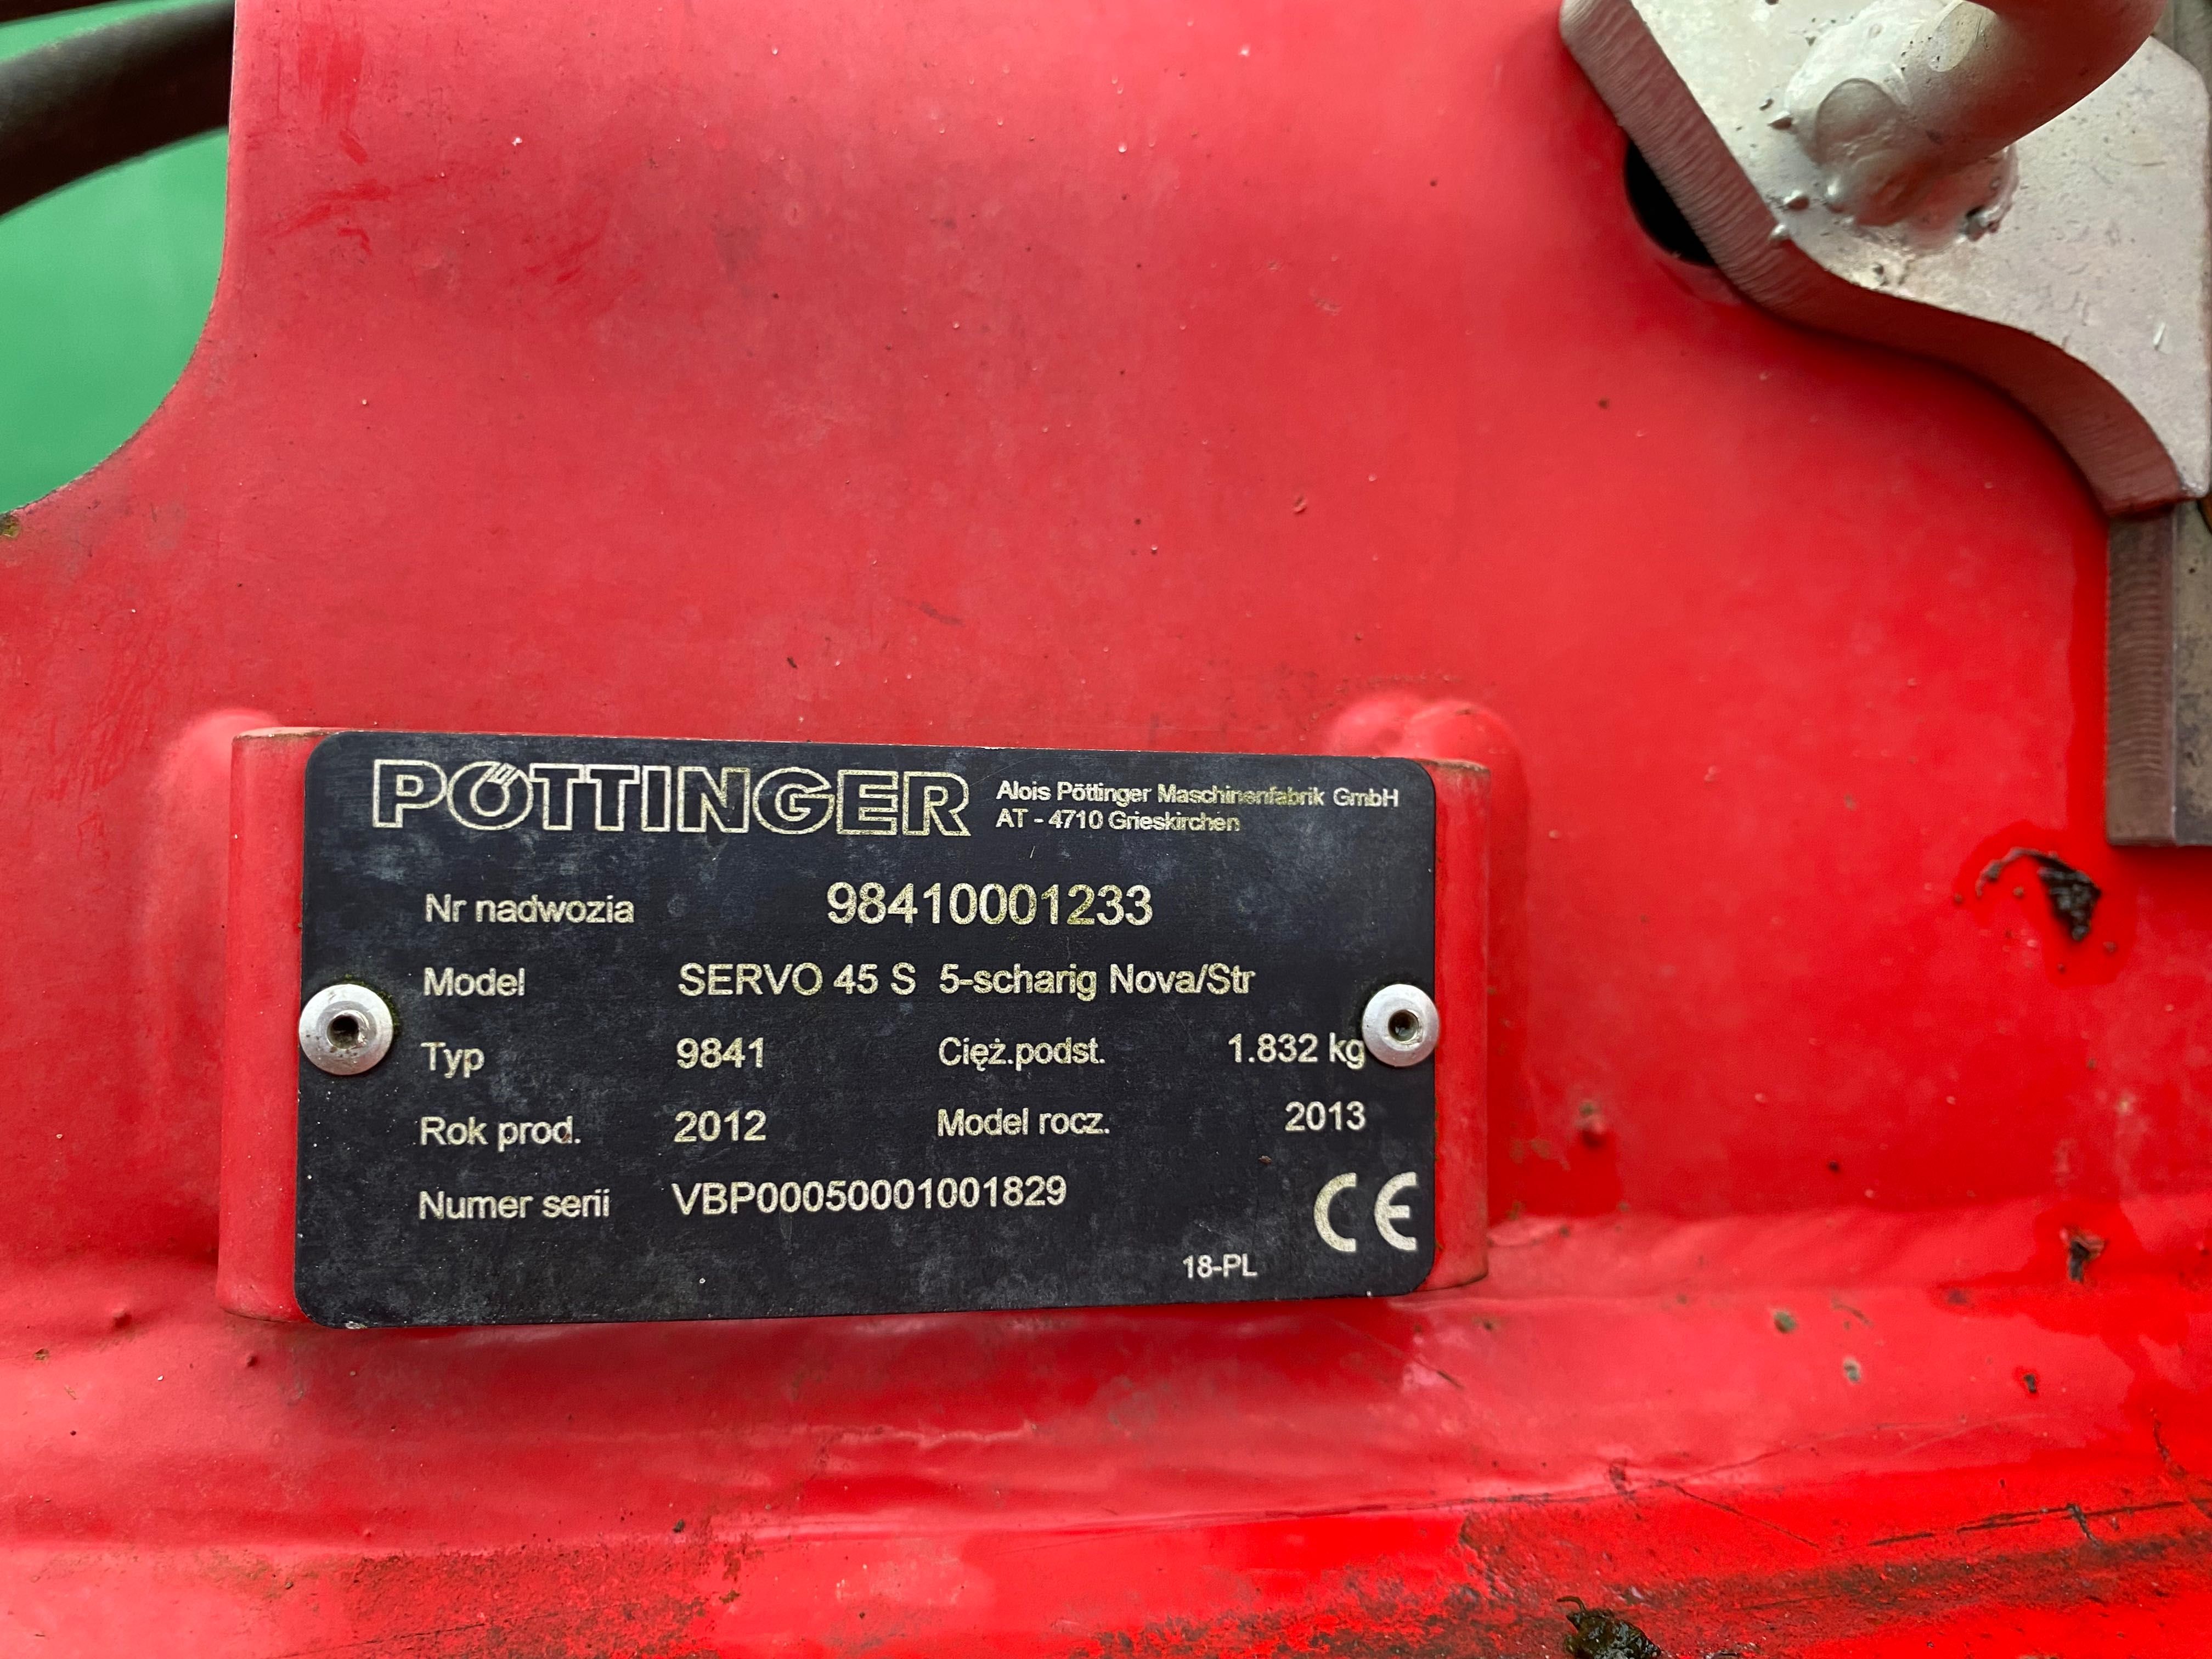 PÖTTINGER
Alois Pöttinger Maschinenfabrik GmbH
AT - 4710 Grieskirchen
Nr nadwozia 98410001233
Model SERVO 45 S 5-scharig Nova/Str
Typ 9841 Cięż.podst. 1.832 kg
Rok prod. 2012 Model rocz. 2013
Numer serii VBP00050001001829
CE
18-PL